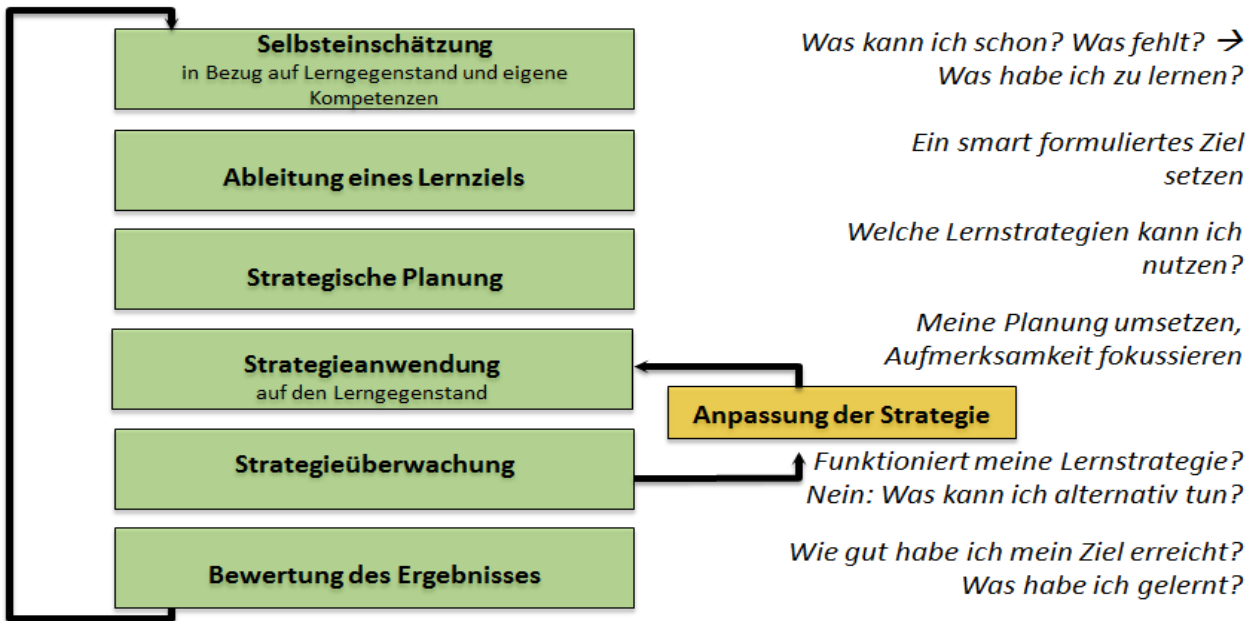 Selbsteinschätzung
in Bezug auf Lerngegenstand und eigene
Kompetenzen
Was kann ich schon? Was fehlt? →
Was habe ich zu lernen?
Ableitung eines Lernziels
Ein smart formuliertes Ziel
setzen
Strategische Planung
Welche Lernstrategien kann ich
nutzen?
Strategieanwendung
auf den Lerngegenstand
Meine Planung umsetzen,
Aufmerksamkeit fokussieren
Anpassung der Strategie
Strategieüberwachung
Funktioniert meine Lernstrategie?
Nein: Was kann ich alternativ tun?
Bewertung des Ergebnisses
Wie gut habe ich mein Ziel erreicht?
Was habe ich gelernt?